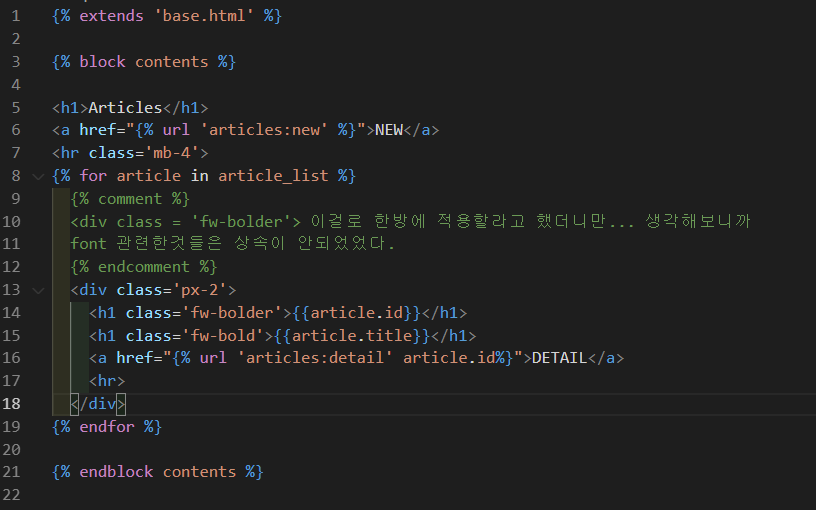 1 {% extends 'base.html' %}
2
3 {% block contents %}
4
5 <h1>Articles</h1>
6 <a href="{% url 'articles:new' %}">NEW</a>
7 <hr class='mb-4'>
8 {% for article in article_list %}
9 {% comment %}
10 <div class = 'fw-bolder'> 이걸로 한방에 적용할라고 했더니만... 생각해보니까
11 font 관련한것들은 상속이 안되었었다.
12 {% endcomment %}
13 <div class='px-2'>
14 <h1 class='fw-bolder'>{{article.id}}</h1>
15 <h1 class='fw-bold'>{{article.title}}</h1>
16 <a href="{% url 'articles:detail' article.id%}">DETAIL</a>
17 <hr>
18 </div>
19 {% endfor %}
20
21 {% endblock contents %}
22